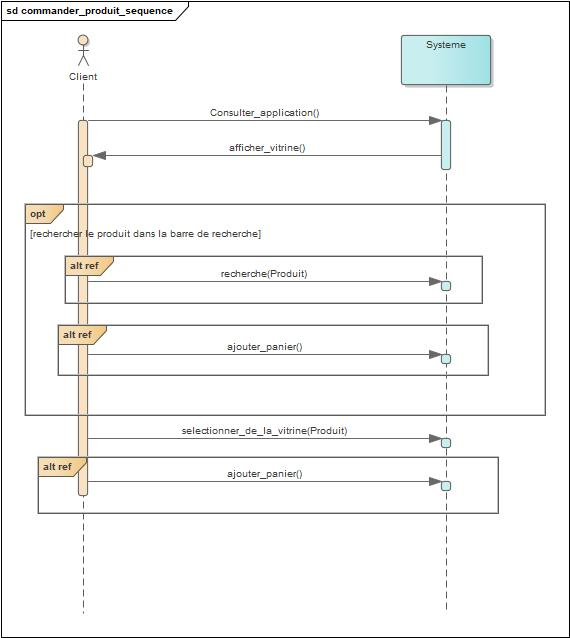 sd commander_produit_sequence
Client
Systeme
Consulter_application()
afficher_vitrine()
opt
[rechercher le produit dans la barre de recherche]
alt ref
recherche(Produit)
alt ref
ajouter_panier()
selectionner_de_la_vitrine(Produit)
alt ref
ajouter_panier()